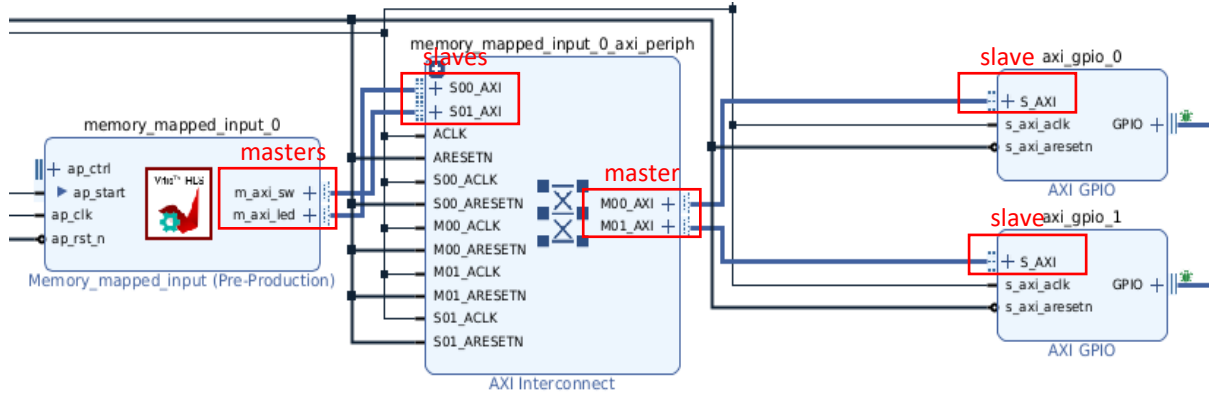 memory_mapped_input_0
ap_ctrl
ap_start
ap_clk
ap_rst_n
Vitis™ HLS
masters
m_axi_sw
m_axi_led
Memory_mapped_input (Pre-Production)
memory_mapped_input_0_axi_periph
slaves
S00_AXI
S01_AXI
ACLK
ARESETN
S00_ACLK
S00_ARESETN
M00_ACLK
M00_ARESETN
M01_ACLK
M01_ARESETN
S01_ACLK
S01_ARESETN
master
M00_AXI
M01_AXI
AXI Interconnect
slave
axi_gpio_0
S_AXI
s_axi_aclk
s_axi_aresetn
GPIO
AXI GPIO
slave
axi_gpio_1
S_AXI
s_axi_aclk
s_axi_aresetn
GPIO
AXI GPIO